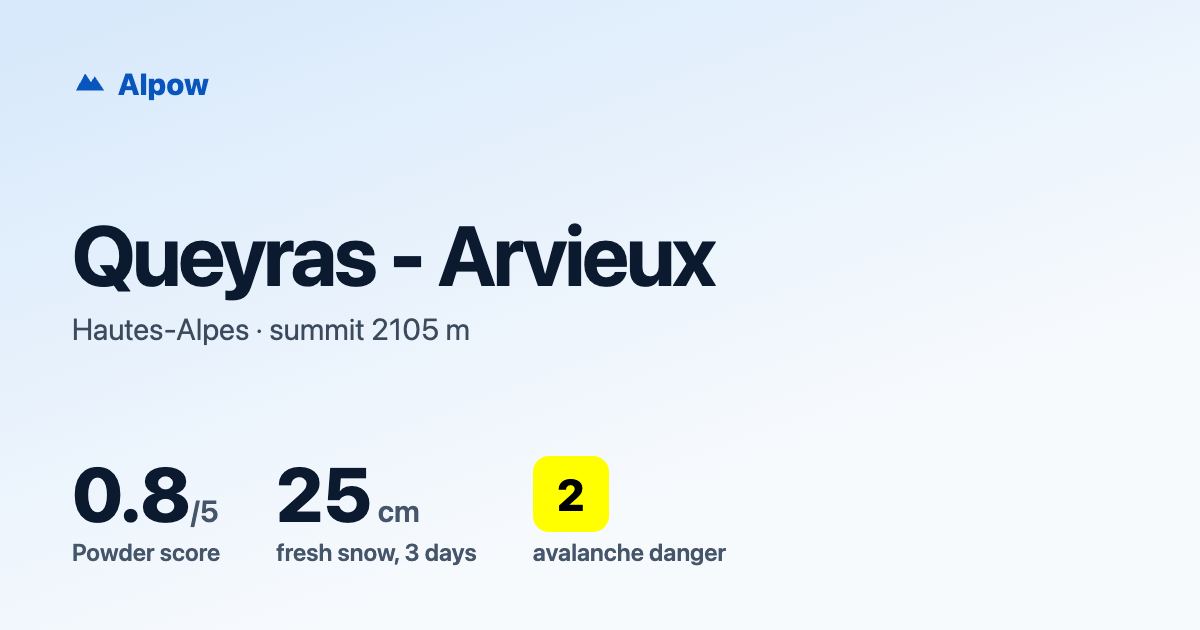 Alpow
Queyras - Arvieux
Hautes-Alpes · summit 2105 m
0.8/5 25 cm 2
Powder score fresh snow, 3 days avalanche danger